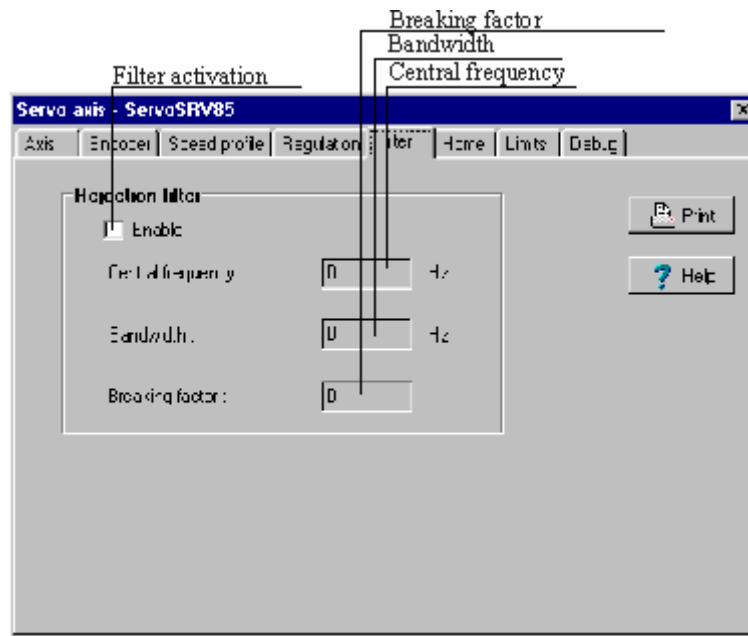 Breaking factor
Bandwidth
Central frequency
Filter activation
Servo axis - ServoSRV85
Axis Encoder Speed profile Regulation Filter Home Limits Debug
Rejection filter
Enable
Print
Central frequency 0 Hz
Help
Bandwidth : 0 Hz
Breaking factor : 0